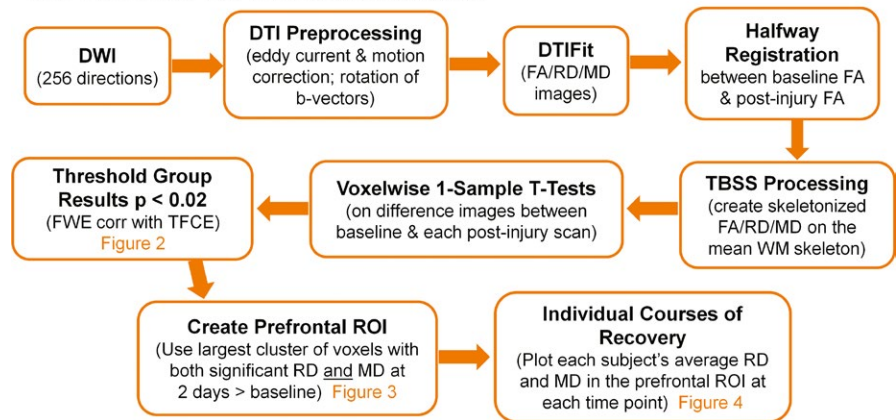 DWI
(256 directions)
DTI Preprocessing
(eddy current & motion
correction; rotation of
b-vectors)
DTIFit
(FA/RD/MD
images)
Halfway
Registration
between baseline FA
& post-injury FA
TBSS Processing
(create skeletonized
FA/RD/MD on the
mean WM skeleton)
Voxelwise 1-Sample T-Tests
(on difference images between
baseline & each post-injury scan)
Threshold Group
Results p < 0.02
(FWE corr with TFCE)
Figure 2
Create Prefrontal ROI
(Use largest cluster of voxels with
both significant RD and MD at
2 days > baseline) Figure 3
Individual Courses of
Recovery
(Plot each subject's average RD
and MD in the prefrontal ROI at
each time point) Figure 4